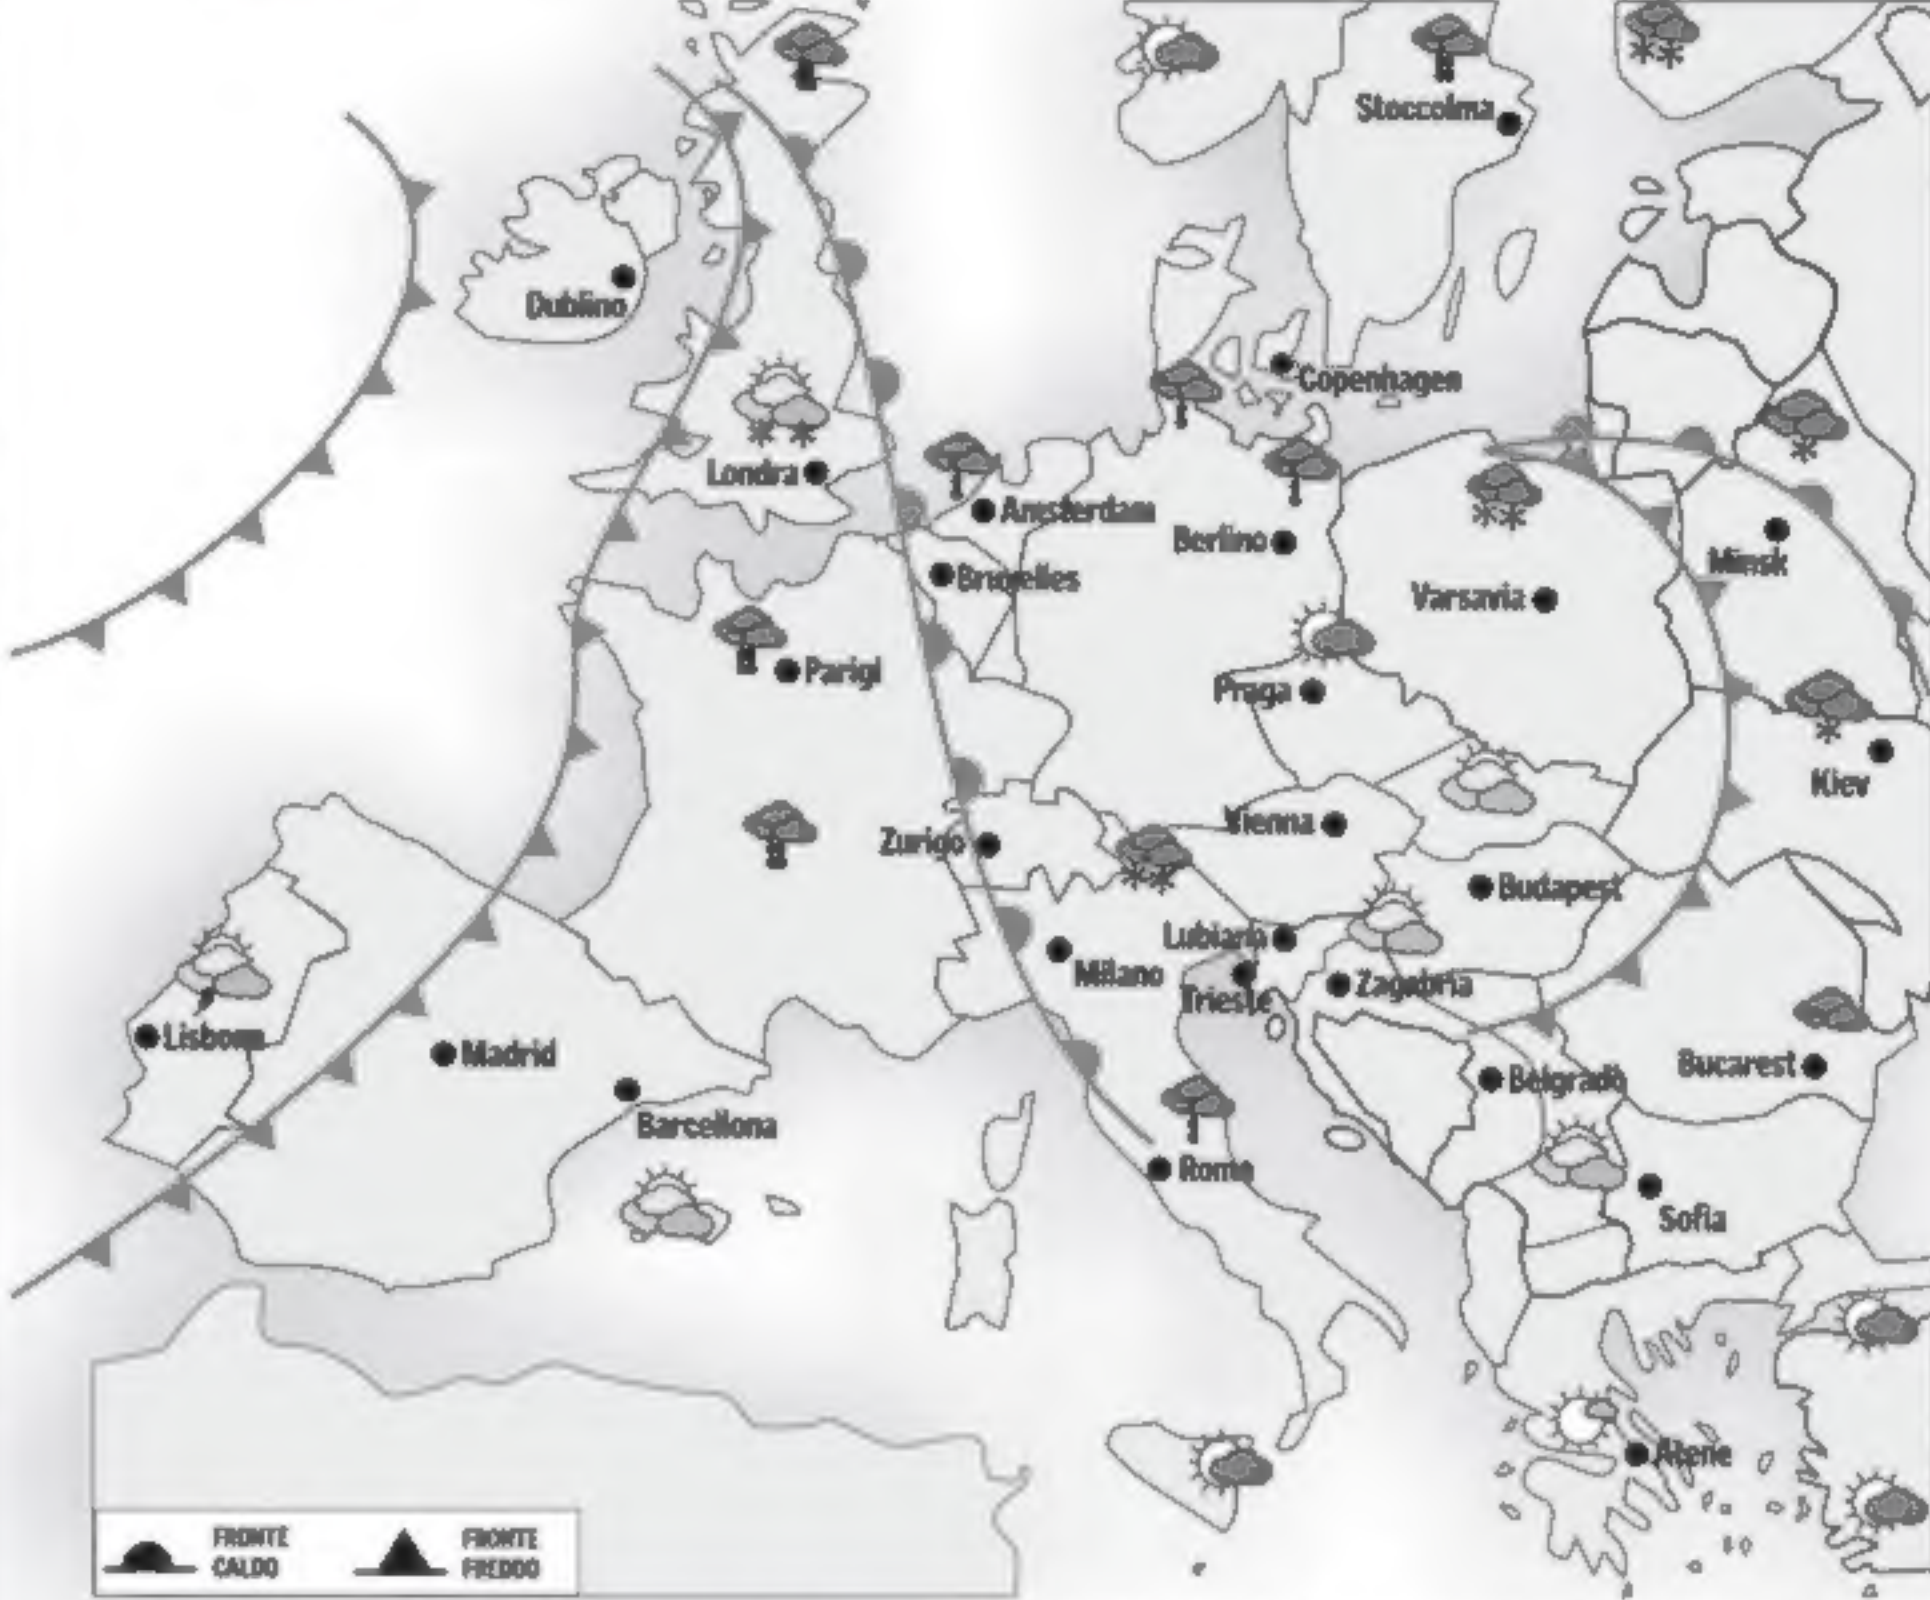 Stoccolma
Dublino
Copenhagen
Londra
Amsterdam
Berlino
Minsk
Bruxelles
Varsavia
Parigi
Praga
Kiev
Vienna
Zurigo
Budapest
Lubiana
Milano
Zagabria
Trieste
Lisbona
Madrid
Bucarest
Belgrado
Barcellona
Roma
Sofia
Atene
FRONTE
CALDO
FRONTE
FREDDO